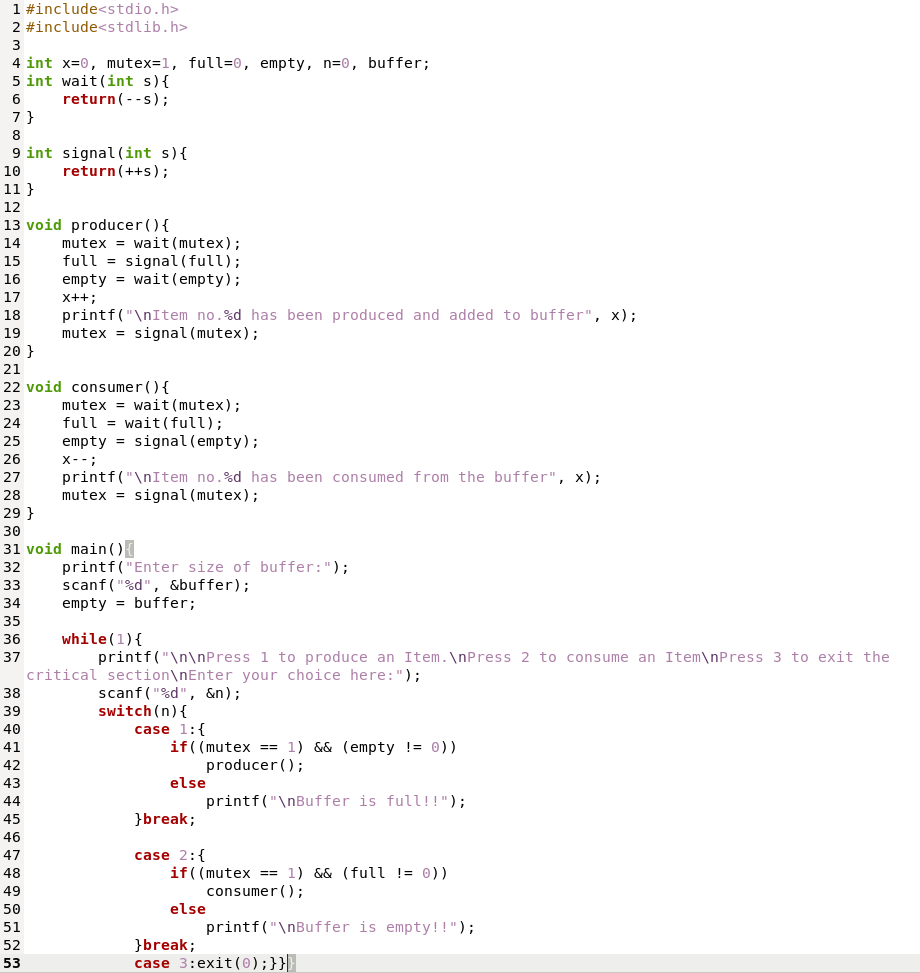 1 #include<stdio.h>
2 #include<stdlib.h>
3
4 int x=0, mutex=1, full=0, empty, n=0, buffer;
5 int wait(int s){
6     return(--s);
7 }
8
9 int signal(int s){
10     return(++s);
11 }
12
13 void producer(){
14     mutex = wait(mutex);
15     full = signal(full);
16     empty = wait(empty);
17     x++;
18     printf("\nItem no.%d has been produced and added to buffer", x);
19     mutex = signal(mutex);
20 }
21
22 void consumer(){
23     mutex = wait(mutex);
24     full = wait(full);
25     empty = signal(empty);
26     x--;
27     printf("\nItem no.%d has been consumed from the buffer", x);
28     mutex = signal(mutex);
29 }
30
31 void main(){
32     printf("Enter size of buffer:");
33     scanf("%d", &buffer);
34     empty = buffer;
35
36     while(1){
37         printf("\n\nPress 1 to produce an Item.\nPress 2 to consume an Item\nPress 3 to exit the
critical section\nEnter your choice here:");
38         scanf("%d", &n);
39         switch(n){
40             case 1:{
41                 if((mutex == 1) && (empty != 0))
42                     producer();
43                 else
44                     printf("\nBuffer is full!!");
45             }break;
46
47             case 2:{
48                 if((mutex == 1) && (full != 0))
49                     consumer();
50                 else
51                     printf("\nBuffer is empty!!");
52             }break;
53             case 3:exit(0);}}}